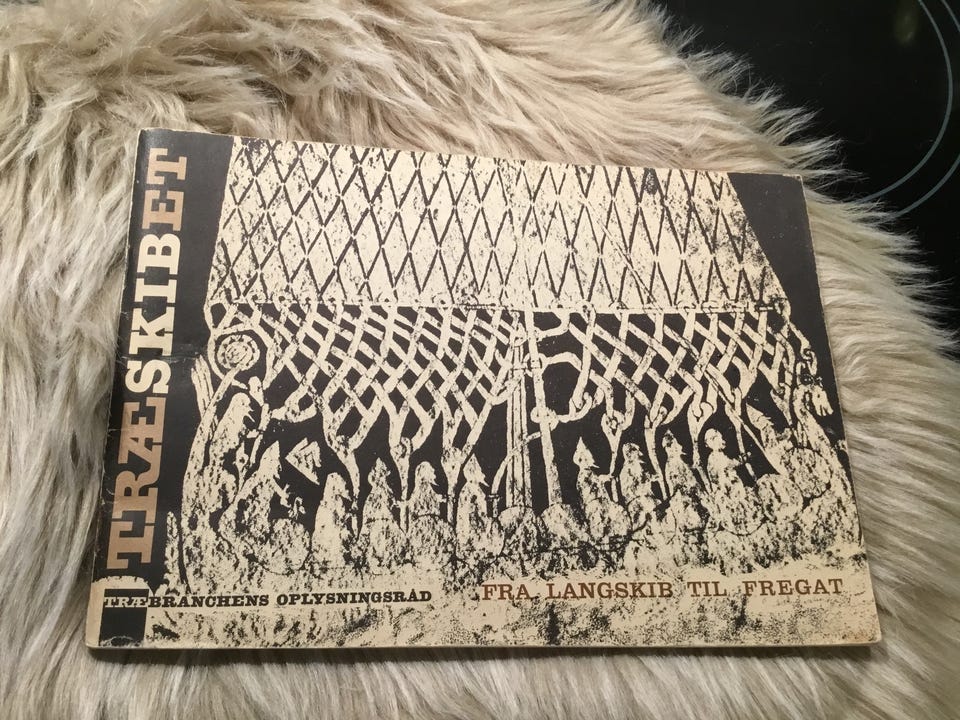 TRÆSKIBET
TRÆBRANCHENS OPLYSNINGSRÅD
FRA LANGSKIB TIL FREGAT